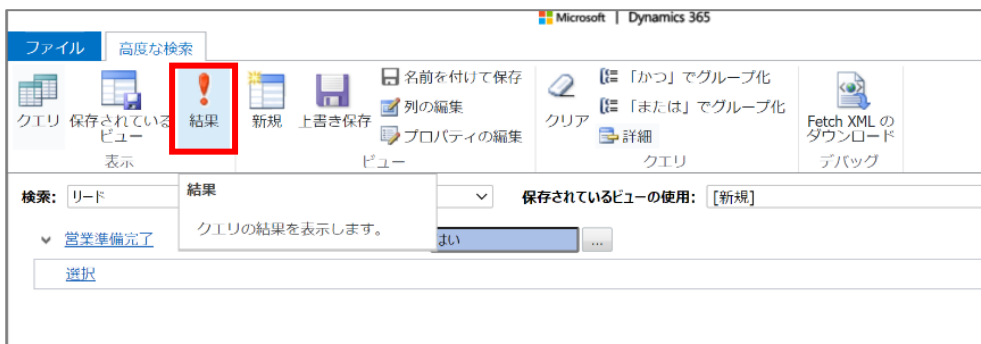 Microsoft | Dynamics 365
ファイル 高度な検索
クエリ
保存されている
ビュー
結果
表示
新規
上書き保存
名前を付けて保存
列の編集
プロパティの編集
ビュー
クリア
「かつ」でグループ化
「または」でグループ化
詳細
クエリ
Fetch XML の
ダウンロード
デバッグ
検索: リード
保存されているビューの使用: [新規]
結果
クエリの結果を表示します。
営業準備完了
はい
...
選択